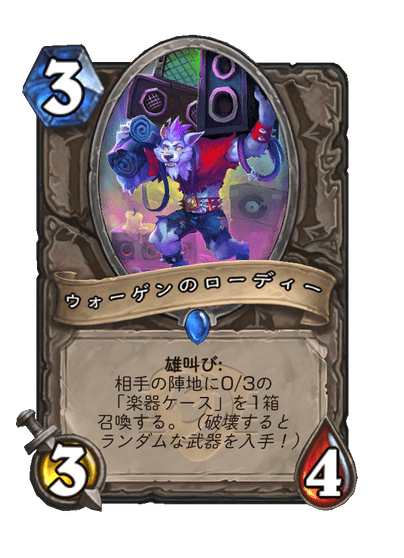 3
ウォーゲンのローディー
雄叫び:
相手の陣地に0/3の
「楽器ケース」を1箱
召喚する。（破壊すると
ランダムな武器を入手！）
3
4